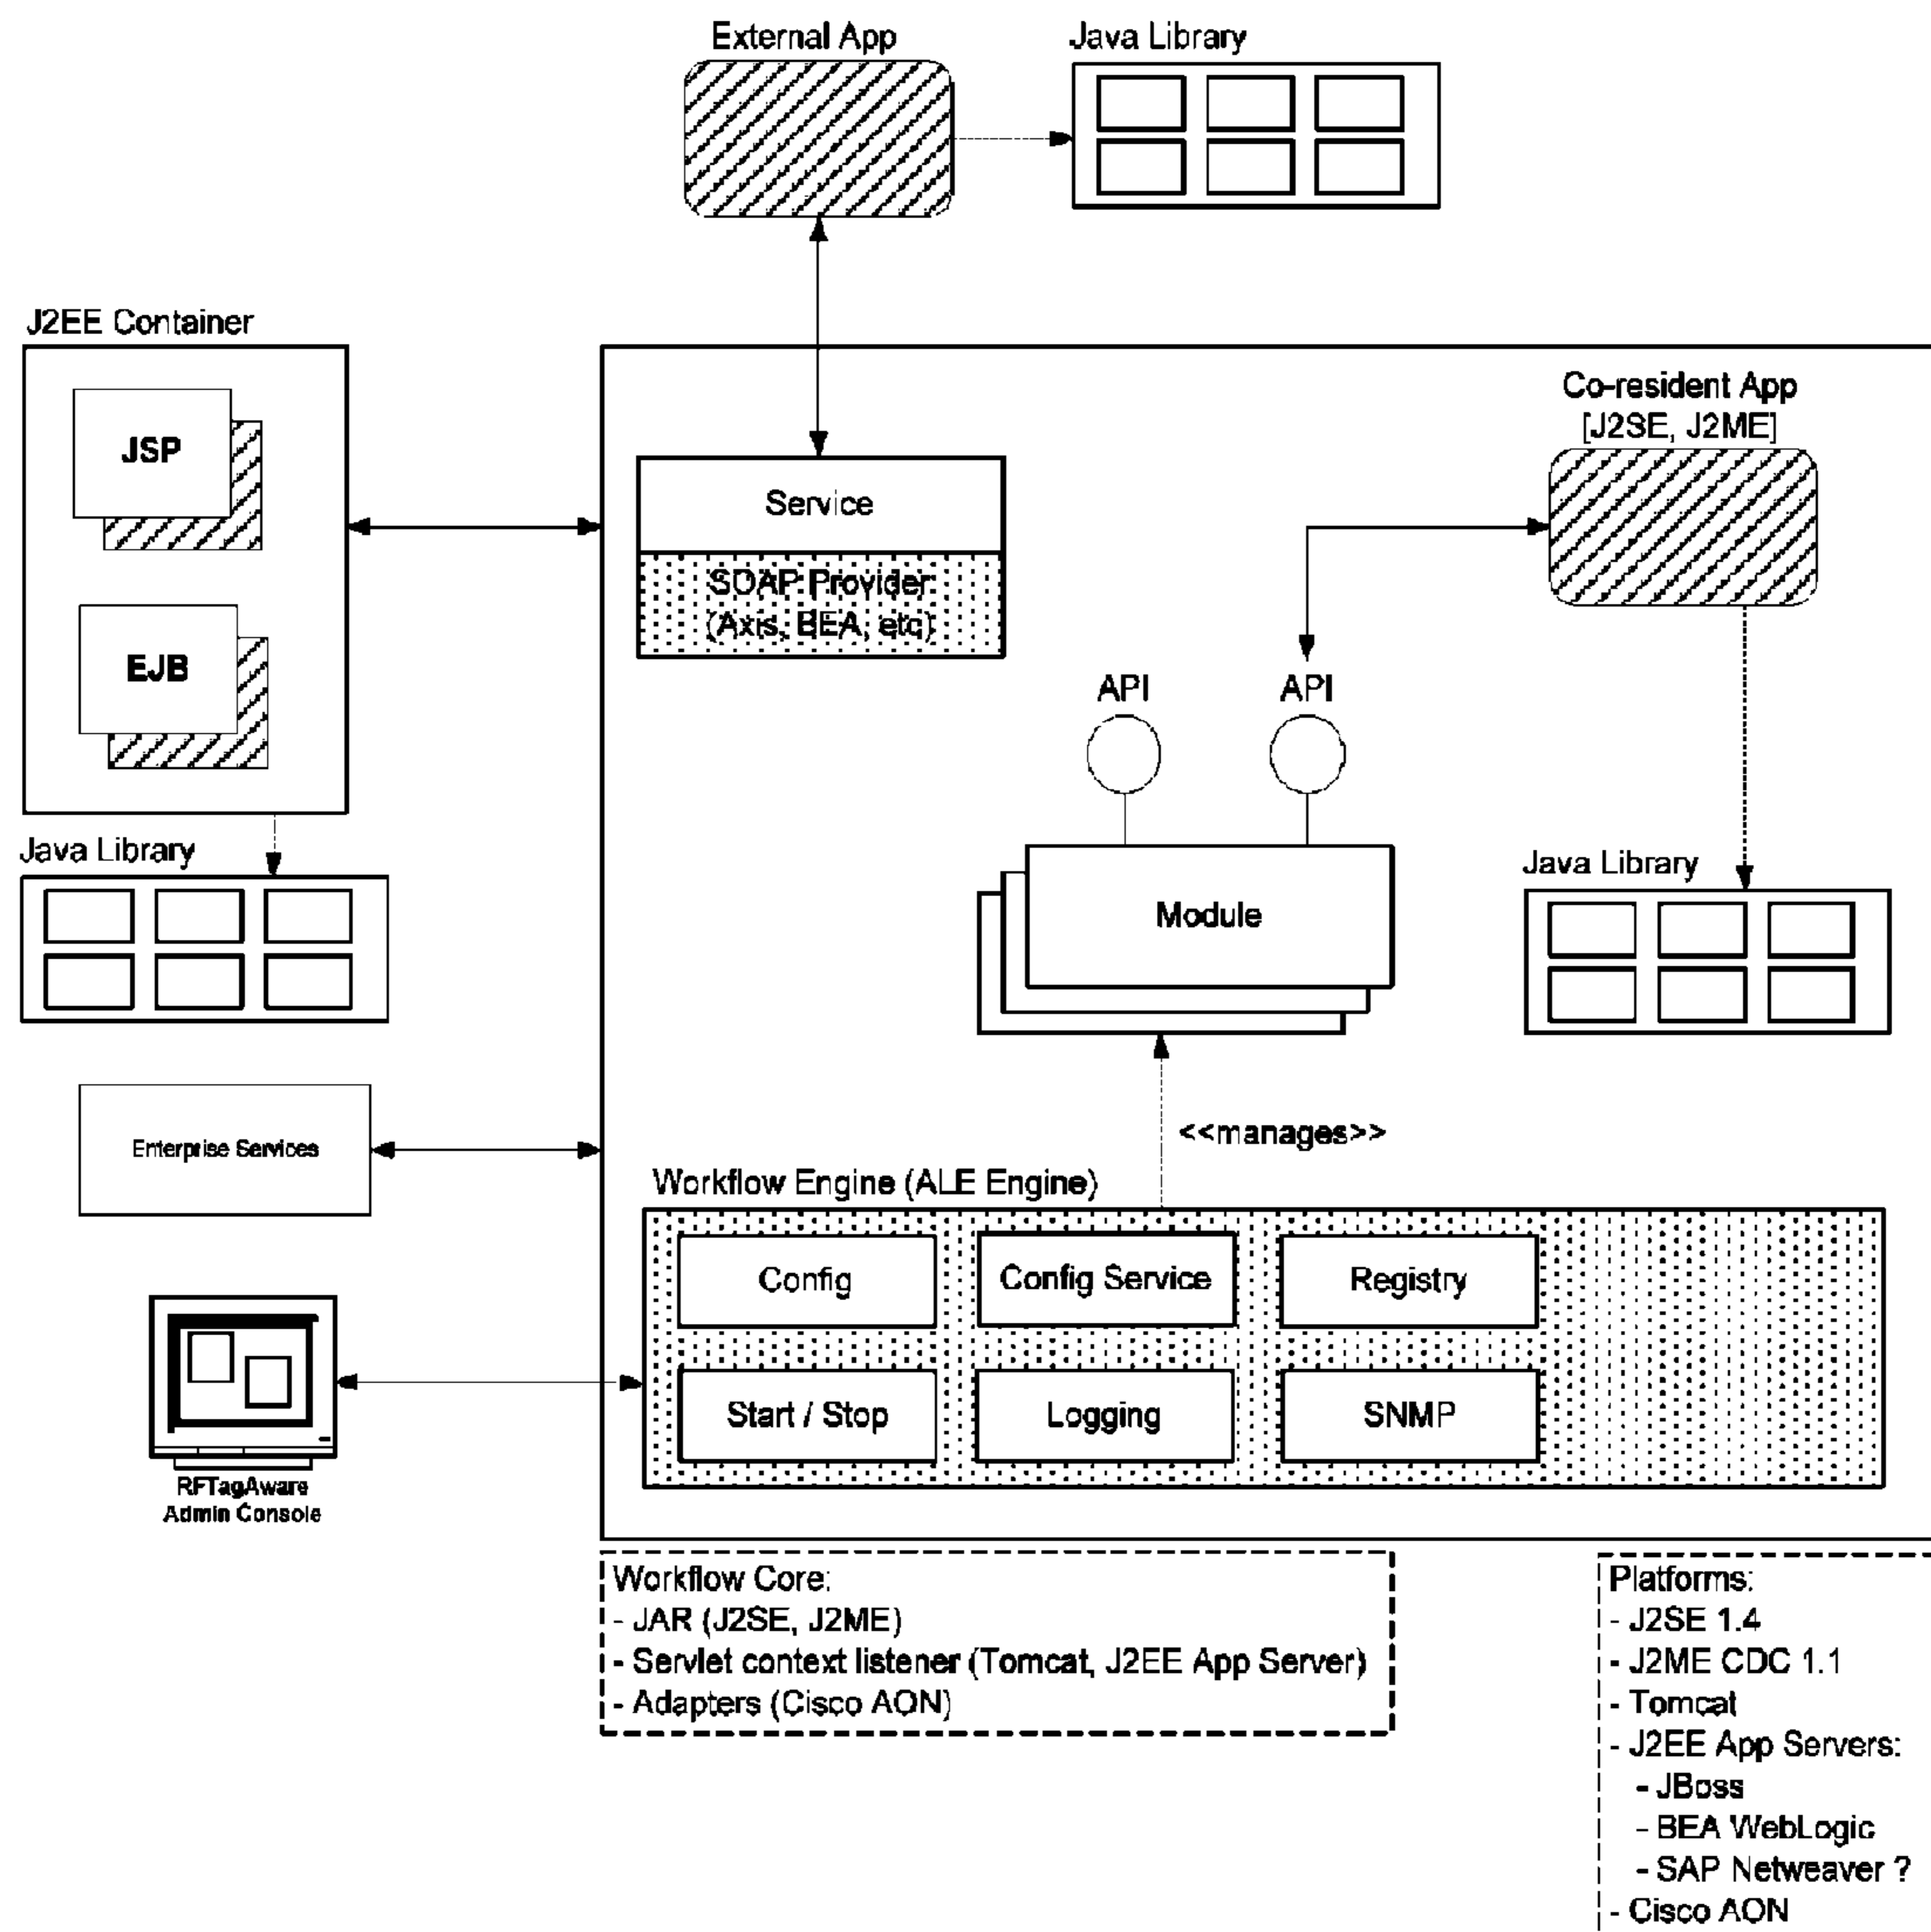 External App
Java Library
J2EE Container
JSP
EJB
Java Library
Enterprise Services
RFTagAware
Admin Console
Service
SOAP Provider
(Axis, BEA, etc)
Co-resident App
[J2SE, J2ME]
API
API
Module
Java Library
<<manages>>
Workflow Engine (ALE Engine)
Config
Config Service
Registry
Start / Stop
Logging
SNMP
Workflow Core:
- JAR (J2SE, J2ME)
- Servlet context listener (Tomcat, J2EE App Server)
- Adapters (Cisco AON)
Platforms:
- J2SE 1.4
- J2ME CDC 1.1
- Tomcat
- J2EE App Servers:
- JBoss
- BEA WebLogic
- SAP Netweaver ?
- Cisco AON